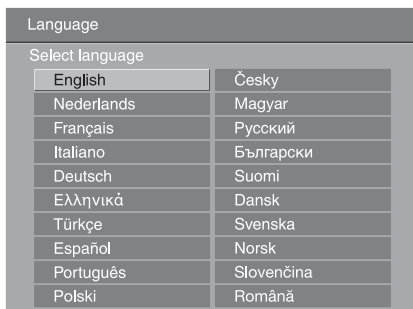 Language
Select language
English
Nederlands
Français
Italiano
Deutsch
Ελληνικά
Türkçe
Español
Português
Polski
Česky
Magyar
Русский
Български
Suomi
Dansk
Svenska
Norsk
Slovenčina
Română